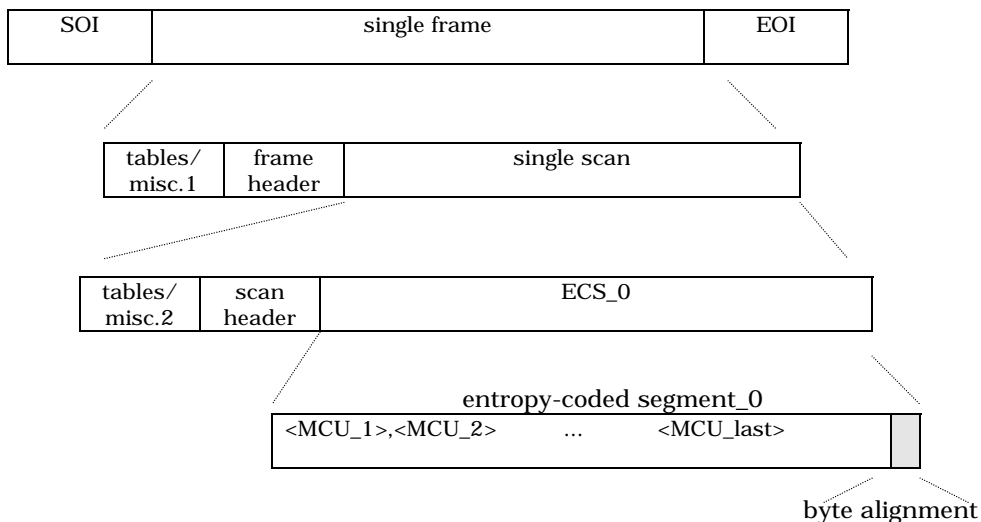 SOI single frame EOI
tables/ frame single scan
misc.1 header
tables/ scan ECS_0
misc.2 header
entropy-coded segment_0
<MCU_1>,<MCU_2> ... <MCU_last>
byte alignment